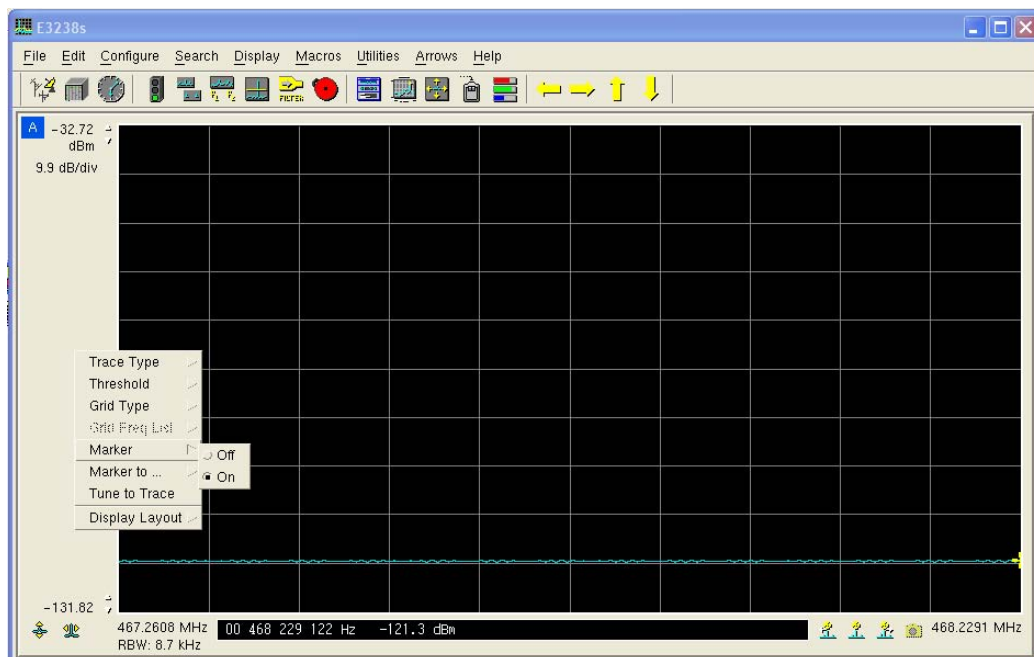 E3238s
File Edit Configure Search Display Macros Utilities Arrows Help
FILTER
A -32.72
dBm
9.9 dB/div
Trace Type
Threshold
Grid Type
Grid Freq List
Marker
Off
Marker to ...
On
Tune to Trace
Display Layout
-131.82
467.2608 MHz 00 468 229 122 Hz -121.3 dBm 468.2291 MHz
RBW: 8.7 kHz